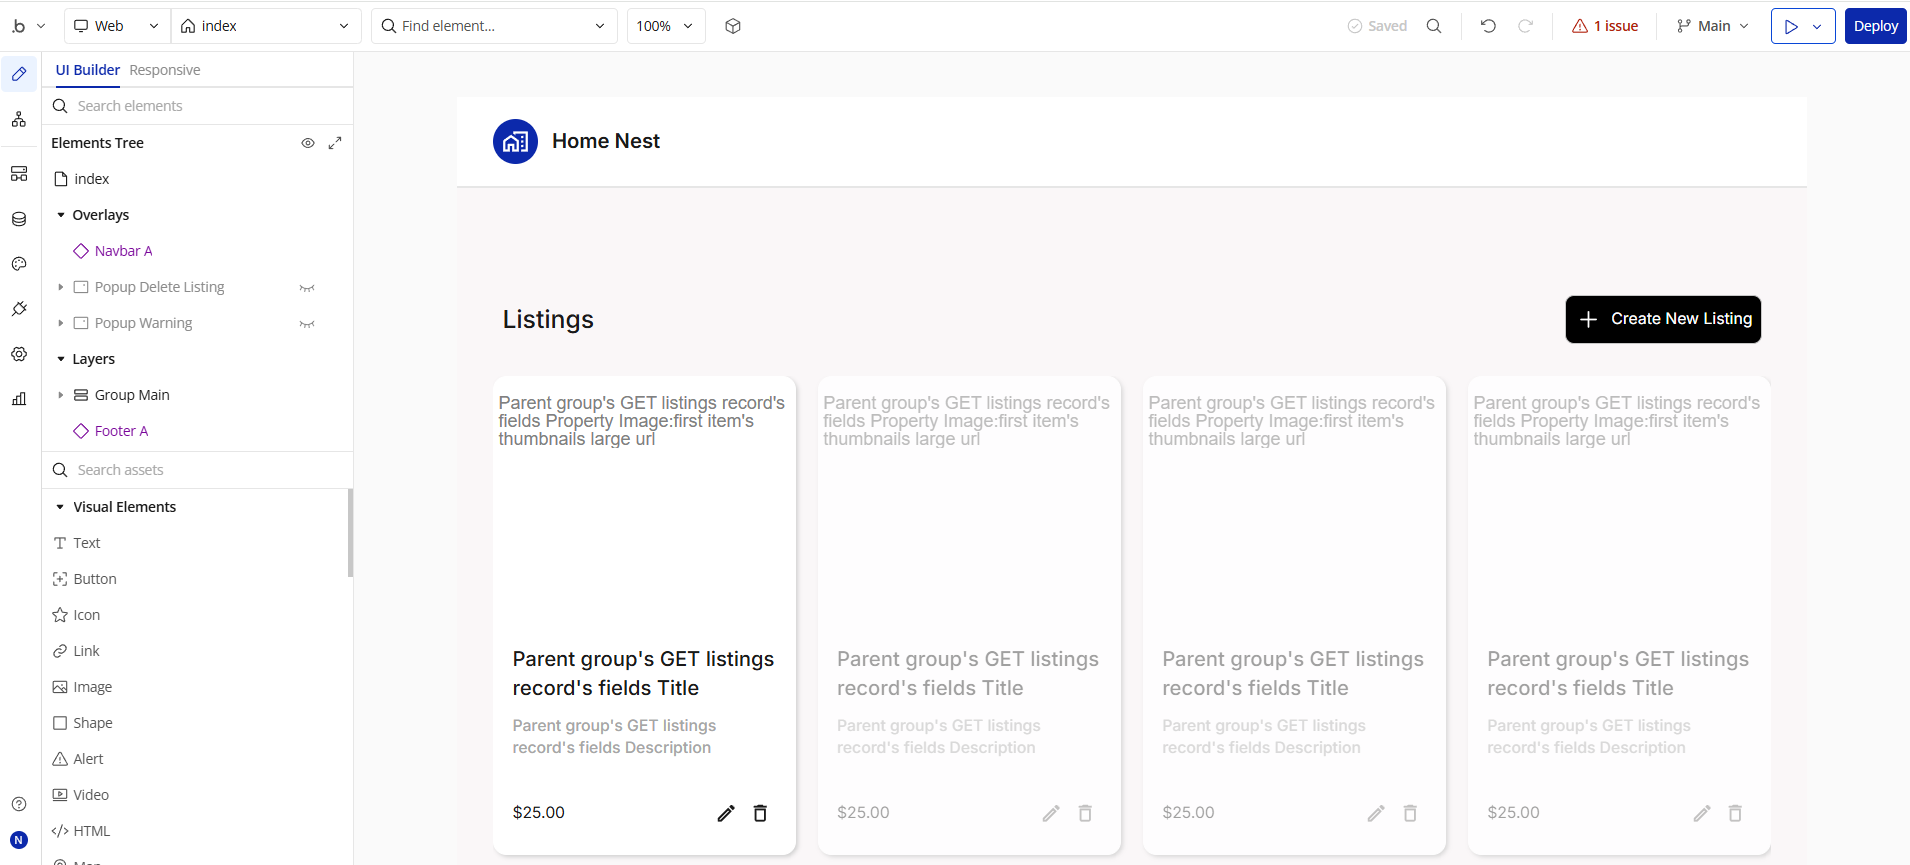 .b
Web
index
Find element...
100%
Saved
1 issue
Main
Deploy
UI Builder
Responsive
Search elements
Elements Tree
index
Overlays
Navbar A
Popup Delete Listing
Popup Warning
Layers
Group Main
Footer A
Search assets
Visual Elements
Text
Button
Icon
Link
Image
Shape
Alert
Video
</> HTML
Map
N
Home Nest
Listings
Create New Listing
Parent group's GET listings record's
fields Property Image:first item's
thumbnails large url
Parent group's GET listings
record's fields Title
Parent group's GET listings
record's fields Description
$25.00
Parent group's GET listings record's
fields Property Image:first item's
thumbnails large url
Parent group's GET listings
record's fields Title
Parent group's GET listings
record's fields Description
$25.00
Parent group's GET listings record's
fields Property Image:first item's
thumbnails large url
Parent group's GET listings
record's fields Title
Parent group's GET listings
record's fields Description
$25.00
Parent group's GET listings record's
fields Property Image:first item's
thumbnails large url
Parent group's GET listings
record's fields Title
Parent group's GET listings
record's fields Description
$25.00